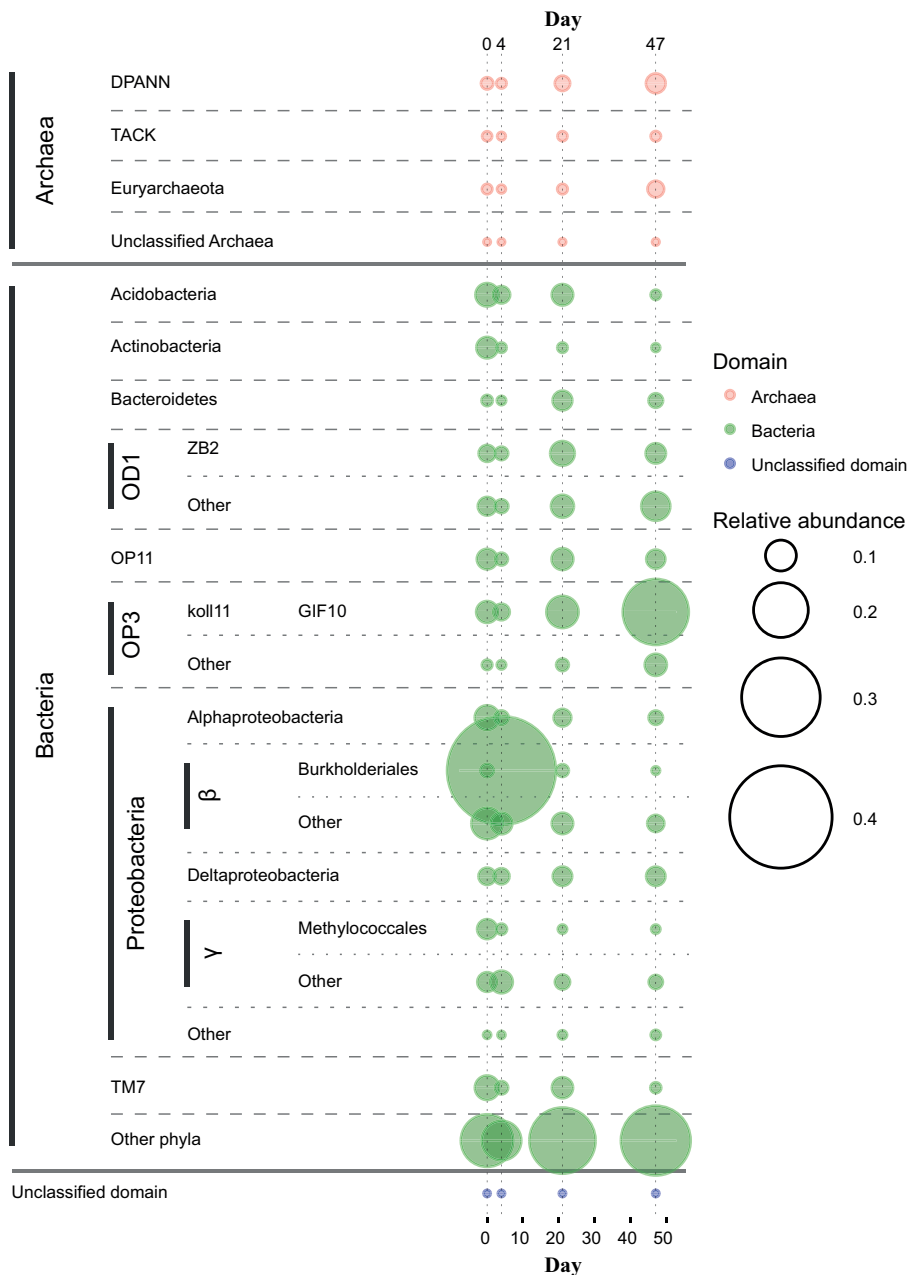 Day
0 4 21 47
Archaea
DPANN
TACK
Euryarchaeota
Unclassified Archaea
Bacteria
Acidobacteria
Actinobacteria
Bacteroidetes
OD1
ZB2
Other
OP11
OP3
koll11 GIF10
Other
Proteobacteria
Alphaproteobacteria
β
Burkholderiales
Other
Deltaproteobacteria
γ
Methylococcales
Other
Other
TM7
Other phyla
Unclassified domain
0 10 20 30 40 50
Day
Domain
Archaea
Bacteria
Unclassified domain
Relative abundance
0.1
0.2
0.3
0.4